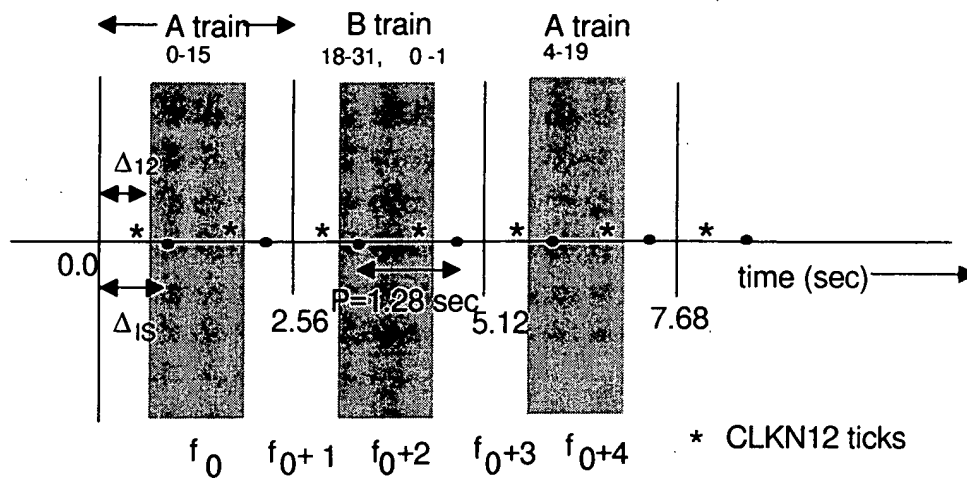 A train B train A train
0-15 18-31, 0-1 4-19
Δ12
* * * * * * *
0.0 time (sec)
P=1.28 sec
ΔIS 2.56 5.12 7.68
* CLKN12 ticks
f0 f0+1 f0+2 f0+3 f0+4